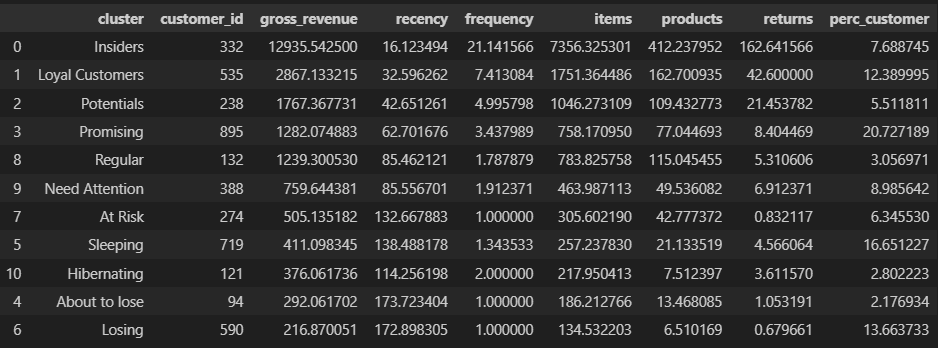 cluster customer_id gross_revenue recency frequency items products returns perc_customer
0 Insiders 332 12935.542500 16.123494 21.141566 7356.325301 412.237952 162.641566 7.688745
1 Loyal Customers 535 2867.133215 32.596262 7.413084 1751.364486 162.700935 42.600000 12.389995
2 Potentials 238 1767.367731 42.651261 4.995798 1046.273109 109.432773 21.453782 5.511811
3 Promising 895 1282.074883 62.701676 3.437989 758.170950 77.044693 8.404469 20.727189
8 Regular 132 1239.300530 85.462121 1.787879 783.825758 115.045455 5.310606 3.056971
9 Need Attention 388 759.644381 85.556701 1.912371 463.987113 49.536082 6.912371 8.985642
7 At Risk 274 505.135182 132.667883 1.000000 305.602190 42.777372 0.832117 6.345530
5 Sleeping 719 411.098345 138.488178 1.343533 257.237830 21.133519 4.566064 16.651227
10 Hibernating 121 376.061736 114.256198 2.000000 217.950413 7.512397 3.611570 2.802223
4 About to lose 94 292.061702 173.723404 1.000000 186.212766 13.468085 1.053191 2.176934
6 Losing 590 216.870051 172.898305 1.000000 134.532203 6.510169 0.679661 13.663733